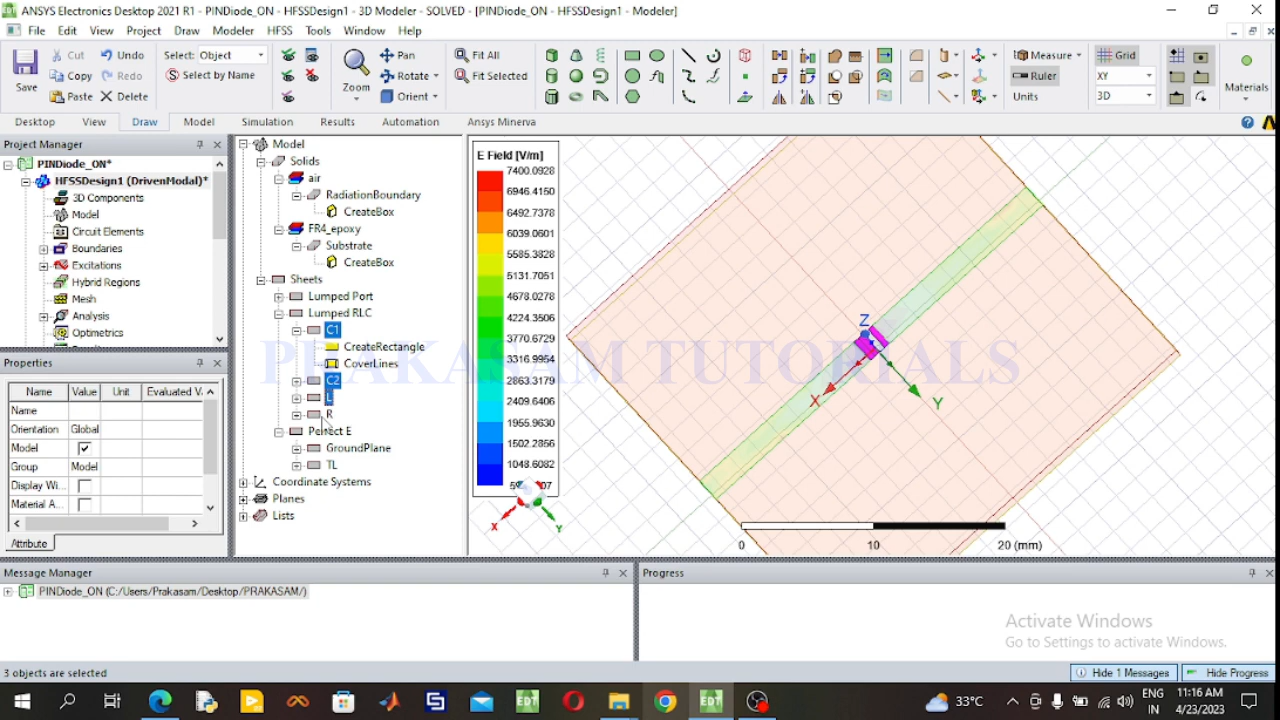 ANSYS Electronics Desktop 2021 R1 - PINDiode_ON - HFSSDesign1 - 3D Modeler - SOLVED - [PINDiode_ON - HFSSDesign1 - Modeler]
File Edit View Project Draw Modeler HFSS Tools Window Help
Save
Cut
Copy
Paste
Undo
Redo
Delete
Select: Object
Select by Name
Zoom
Pan
Rotate
Orient
Fit All
Fit Selected
Measure
Ruler
Units
Grid
XY
3D
Materials
Desktop View Draw Model Simulation Results Automation Ansys Minerva
Project Manager
PINDiode_ON*
HFSSDesign1 (DrivenModal)*
3D Components
Model
Circuit Elements
Boundaries
Excitations
Hybrid Regions
Mesh
Analysis
Optimetrics
Properties
Name Value Unit Evaluated V.
Name
Orientation Global
Model
Group Model
Display Wi...
Material A...
Attribute
Model
Solids
air
RadiationBoundary
CreateBox
FR4_epoxy
Substrate
CreateBox
Sheets
Lumped Port
Lumped RLC
C1
CreateRectangle
CoverLines
C2
L
R
Perfect E
GroundPlane
TL
Coordinate Systems
Planes
Lists
E Field [V/m]
7400.0928
6946.4150
6492.7378
6039.0601
5585.3828
5131.7051
4678.0278
4224.3506
3770.6729
3316.9954
2863.3179
2409.6406
1955.9630
1502.2856
1048.6082
X
Y
Z
X
Y
0 10 20 (mm)
PRAKASAM TUTORIALS
Message Manager
PINDiode_ON (C:/Users/Prakasam/Desktop/PRAKASAM/)
Progress
Activate Windows
Go to Settings to activate Windows.
3 objects are selected
Hide 1 Messages
Hide Progress
33°C
ENG
IN
11:16 AM
4/23/2023